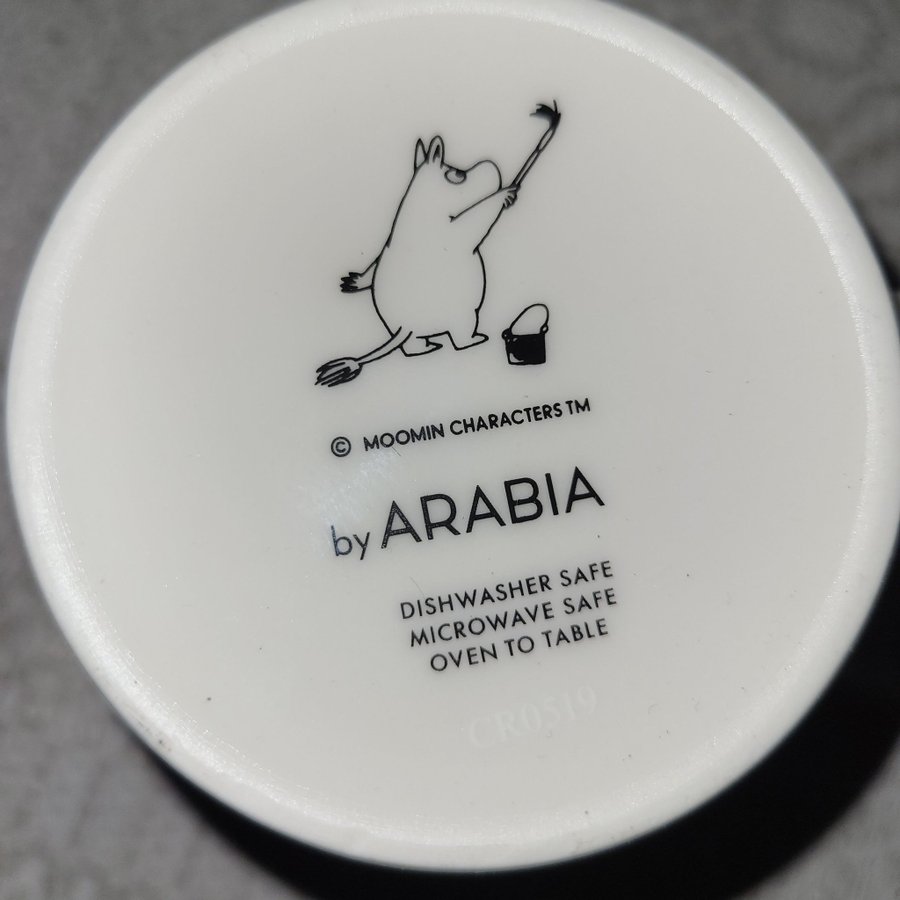 © MOOMIN CHARACTERS TM
by ARABIA
DISHWASHER SAFE
MICROWAVE SAFE
OVEN TO TABLE
CR0519